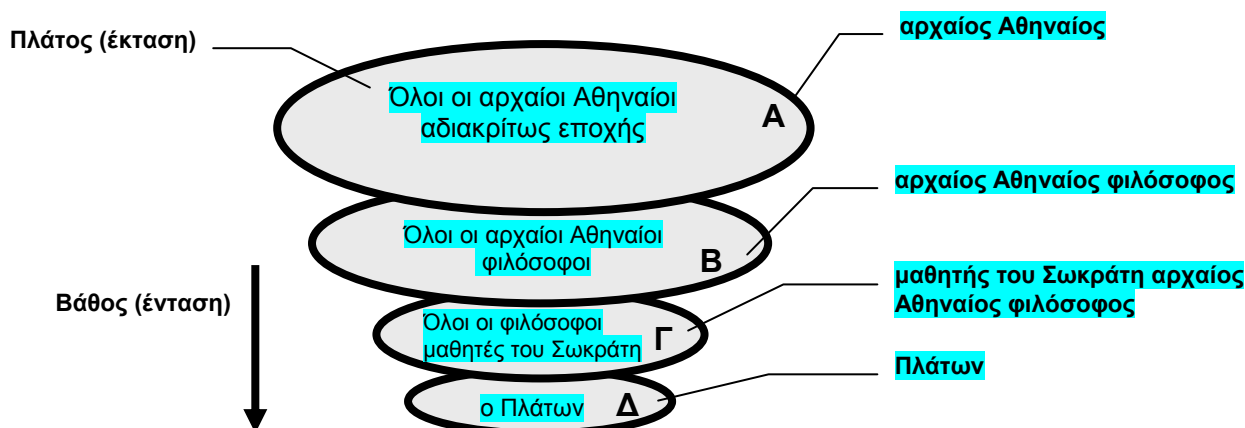 αρχαίος Αθηναίος
Πλάτος (έκταση)
Όλοι οι αρχαίοι Αθηναίοι
αδιακρίτως εποχής
Α
αρχαίος Αθηναίος φιλόσοφος
Όλοι οι αρχαίοι Αθηναίοι
φιλόσοφοι
Β
Βάθος (ένταση)
μαθητής του Σωκράτη αρχαίος
Αθηναίος φιλόσοφος
Όλοι οι φιλόσοφοι
μαθητές του Σωκράτη
Γ
Πλάτων
ο Πλάτων
Δ